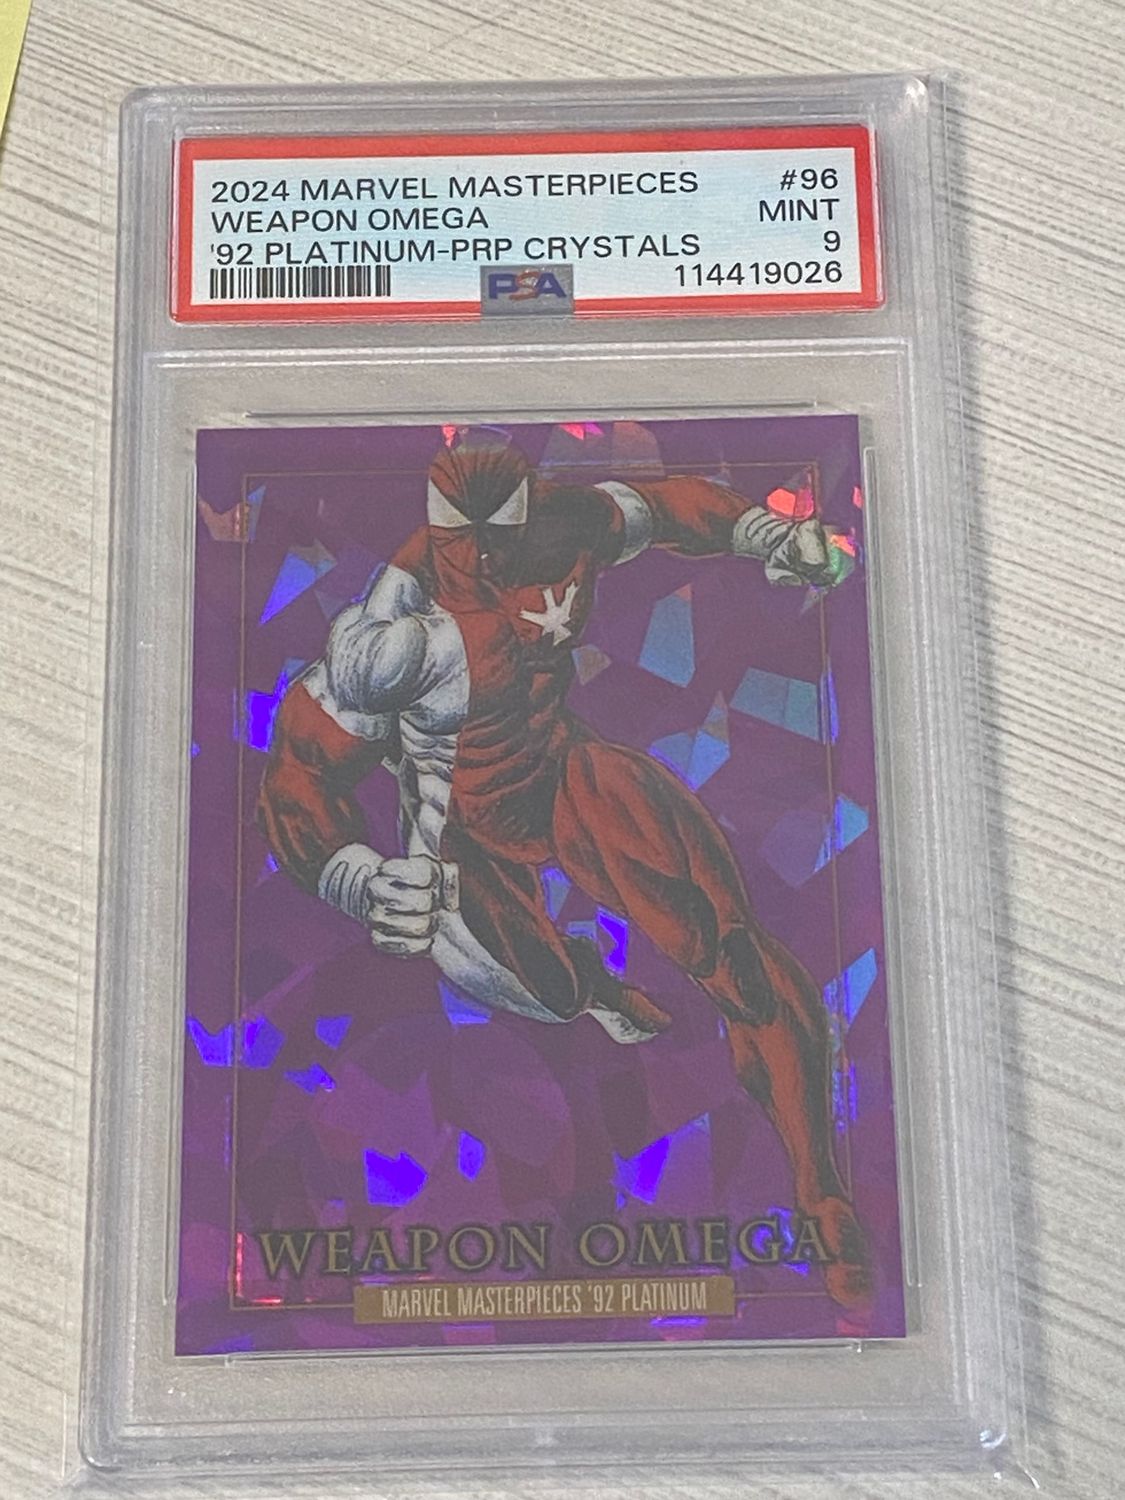 2024 MARVEL MASTERPIECES #96
WEAPON OMEGA MINT
'92 PLATINUM-PRP CRYSTALS 9
PSA 114419026
WEAPON OMEGA
MARVEL MASTERPIECES '92 PLATINUM